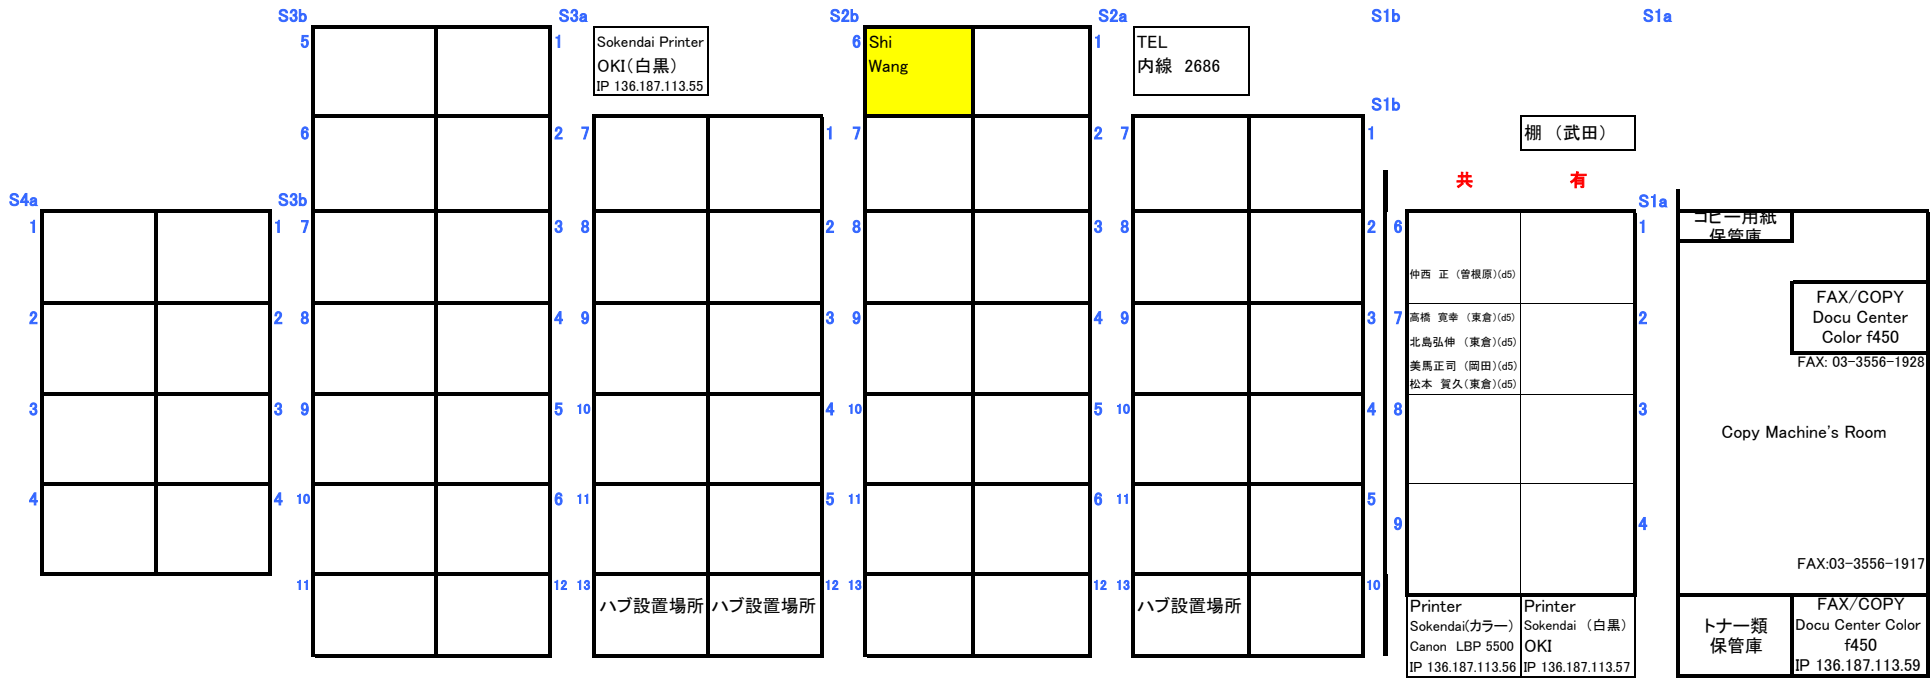 S3b S3a S2b S2a S1b S1a
5 1 6 1
Sokendai Printer
OKI(白黒)
IP 136.187.113.55
Shi
Wang
TEL
内線 2686
S1b
6 2 7 1 7 2 7 1
棚 (武田)
共 有
S4a S3b S1a
1 1 7 3 8 2 8 3 8 2 6 1
コピー用紙
保管庫
仲西 正 (曽根原)(d5)
FAX/COPY
Docu Center
Color f450
FAX: 03-3556-1928
2 2 8 4 9 3 9 4 9 3 7 2
高橋 寛幸 (東倉)(d5)
北島弘伸 (東倉)(d5)
美馬正司 (岡田)(d5)
松本 賀久(東倉)(d5)
3 3 9 5 10 4 10 5 10 4 8 3
Copy Machine's Room
4 4 10 6 11 5 11 6 11 5 9 4
FAX:03-3556-1917
11 12 13 12 13 12 13 10
ハブ設置場所 ハブ設置場所 ハブ設置場所
Printer
Sokendai(カラー)
Canon LBP 5500
IP 136.187.113.56
Printer
Sokendai (白黒)
OKI
IP 136.187.113.57
トナー類
保管庫
FAX/COPY
Docu Center Color
f450
IP 136.187.113.59